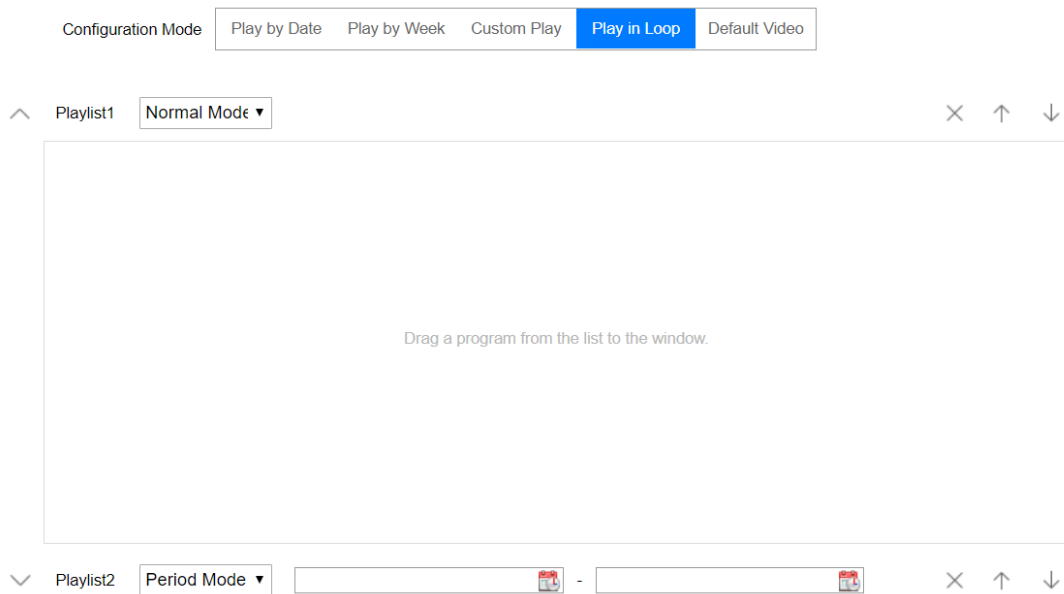 Configuration Mode Play by Date Play by Week Custom Play Play in Loop Default Video
Playlist1 Normal Mode
Drag a program from the list to the window.
Playlist2 Period Mode -